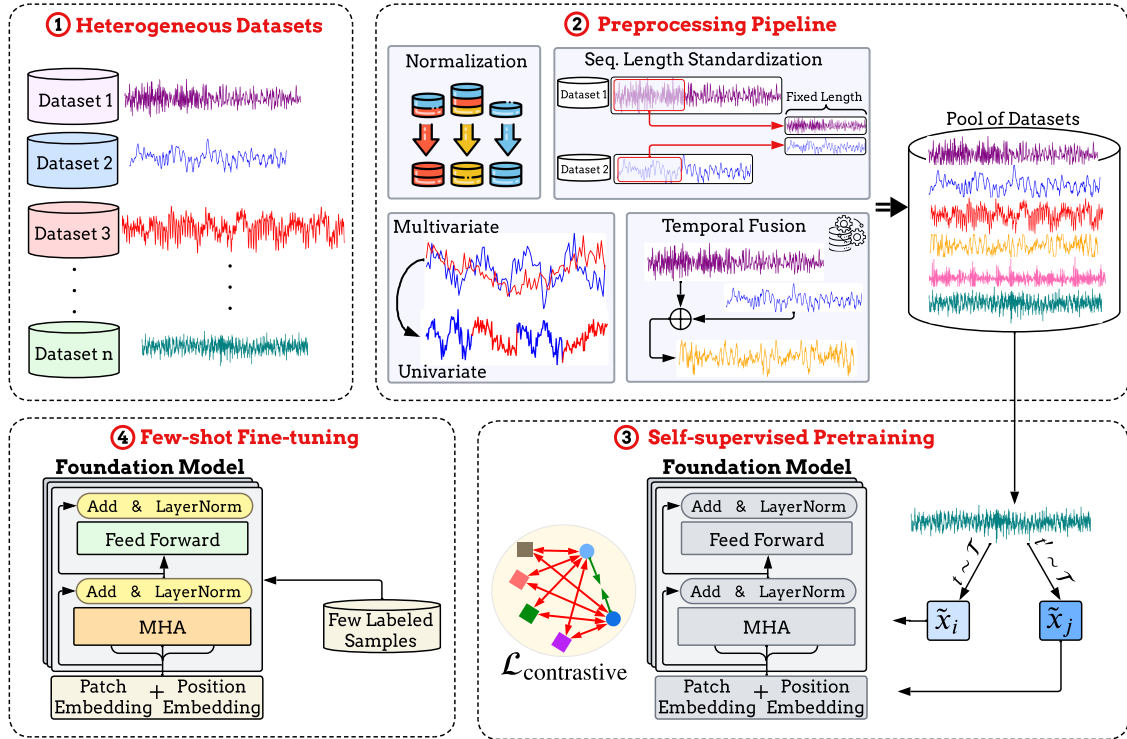 1 Heterogeneous Datasets
Dataset 1
Dataset 2
Dataset 3
Dataset n
2 Preprocessing Pipeline
Normalization
Seq. Length Standardization
Dataset 1
Fixed Length
Dataset 2
Multivariate
Univariate
Temporal Fusion
Pool of Datasets
4 Few-shot Fine-tuning
Foundation Model
Add & LayerNorm
Feed Forward
Add & LayerNorm
MHA
Patch
Embedding
+
Position
Embedding
Few Labeled
Samples
3 Self-supervised Pretraining
Foundation Model
Add & LayerNorm
Feed Forward
Add & LayerNorm
MHA
Patch
Embedding
+
Position
Embedding
ℒcontrastive
t ~ 𝒯
t' ~ 𝒯
x̃ᵢ
x̃ⱼ